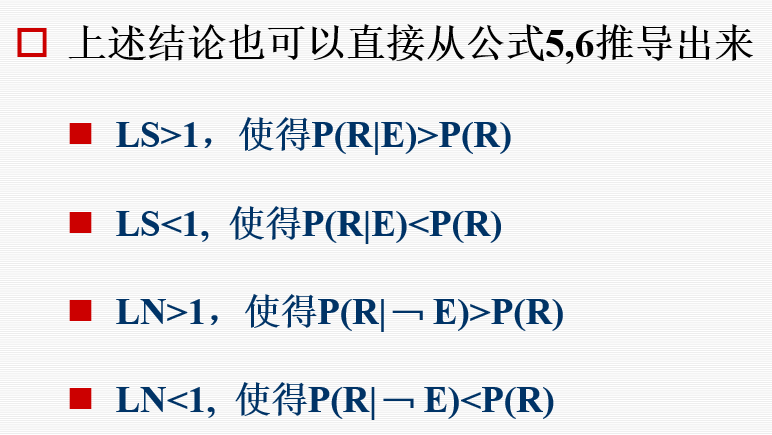 上述结论也可以直接从公式5,6推导出来
LS>1，使得P(R|E)>P(R)
LS<1, 使得P(R|E)<P(R)
LN>1，使得P(R|￢E)>P(R)
LN<1, 使得P(R|￢E)<P(R)